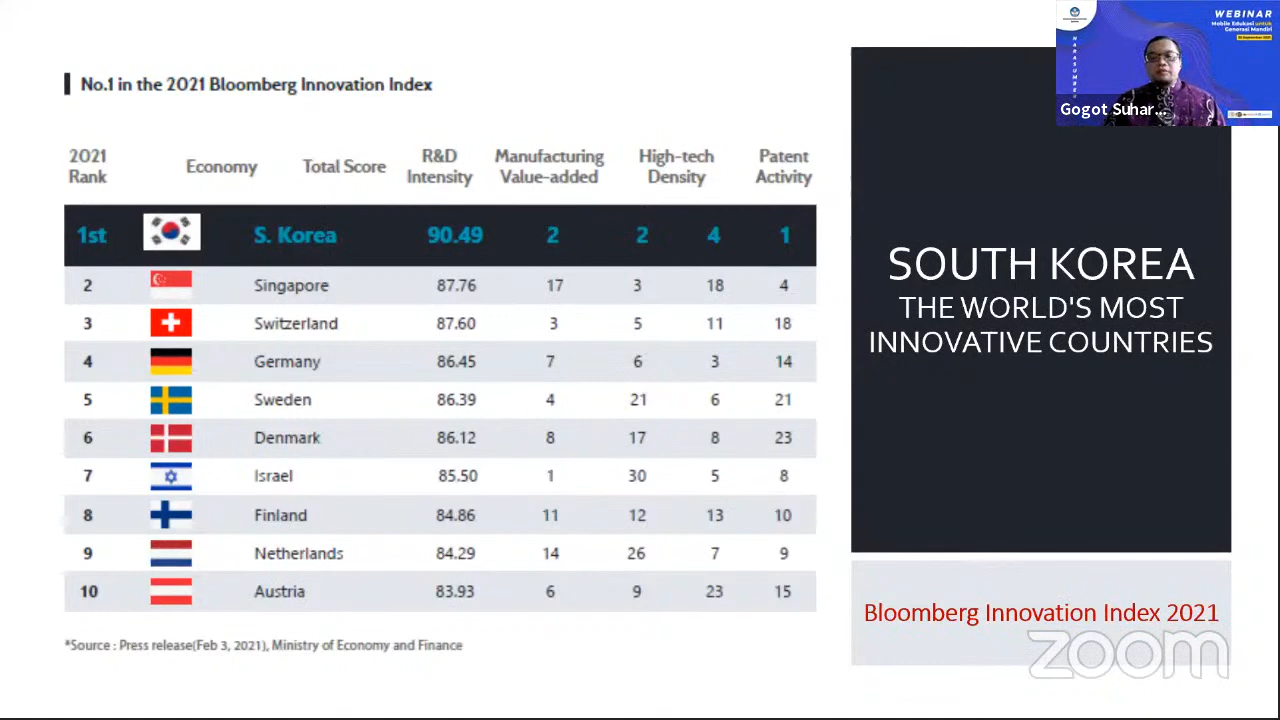 No.1 in the 2021 Bloomberg Innovation Index
2021 Rank Economy Total Score R&D Intensity Manufacturing Value-added High-tech Density Patent Activity
1st S. Korea 90.49 2 2 4 1
2 Singapore 87.76 17 3 18 4
3 Switzerland 87.60 3 5 11 18
4 Germany 86.45 7 6 3 14
5 Sweden 86.39 4 21 6 21
6 Denmark 86.12 8 17 8 23
7 Israel 85.50 1 30 5 8
8 Finland 84.86 11 12 13 10
9 Netherlands 84.29 14 26 7 9
10 Austria 83.93 6 9 23 15
*Source : Press release(Feb 3, 2021), Ministry of Economy and Finance
WEBINAR
Mobile Edukasi untuk
Generasi Mandiri
NARASUMBER
Gogot Suhar...
SOUTH KOREA
THE WORLD'S MOST
INNOVATIVE COUNTRIES
Bloomberg Innovation Index 2021
zoom